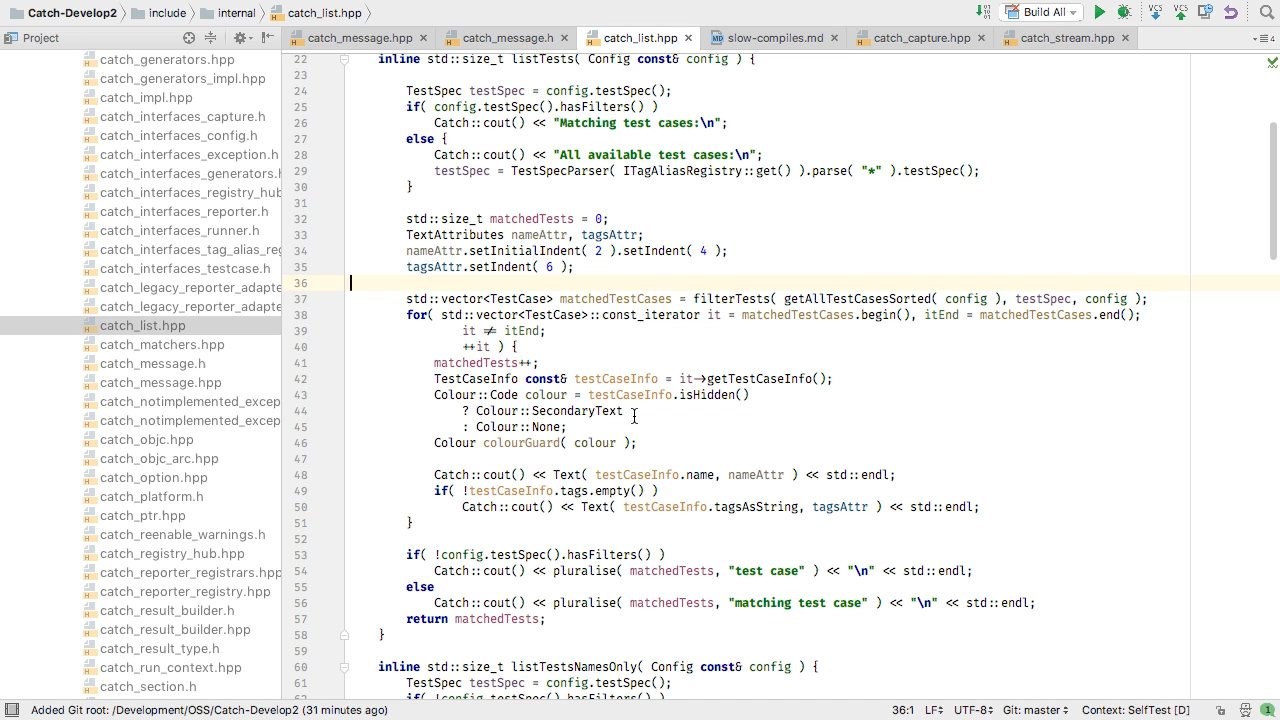 Catch-Develop2 include internal catch_list.hpp Build All VCS VCS
Project catch_message.hpp catch_message.h catch_list.hpp slow-compiles.md catch_capture.hpp catch_stream.hpp 4
catch_generators.hpp
catch_generators_impl.hpp
catch_impl.hpp
catch_interfaces_capture.h
catch_interfaces_config.h
catch_interfaces_exception.h
catch_interfaces_generators.h
catch_interfaces_registry_hub
catch_interfaces_reporter.h
catch_interfaces_runner.h
catch_interfaces_tag_alias_reg
catch_interfaces_testcase.h
catch_legacy_reporter_adapte
catch_legacy_reporter_adapte
catch_list.hpp
catch_matchers.hpp
catch_message.h
catch_message.hpp
catch_notimplemented_excep
catch_notimplemented_excep
catch_objc.hpp
catch_objc_arc.hpp
catch_option.hpp
catch_platform.h
catch_ptr.hpp
catch_reenable_warnings.h
catch_registry_hub.hpp
catch_reporter_registrars.hpp
catch_reporter_registry.hpp
catch_result_builder.h
catch_result_builder.hpp
catch_result_type.h
catch_run_context.hpp
catch_section.h
22 inline std::size_t listTests( Config const& config ) {
23
24 TestSpec testSpec = config.testSpec();
25 if( config.testSpec().hasFilters() )
26 Catch::cout() << "Matching test cases:\n";
27 else {
28 Catch::cout() << "All available test cases:\n";
29 testSpec = TestSpecParser( ITagAliasRegistry::get() ).parse( "*" ).testSpec();
30 }
31
32 std::size_t matchedTests = 0;
33 TextAttributes nameAttr, tagsAttr;
34 nameAttr.setInitialIndent( 2 ).setIndent( 4 );
35 tagsAttr.setIndent( 6 );
36
37 std::vector<TestCase> matchedTestCases = filterTests( getAllTestCasesSorted( config ), testSpec, config );
38 for( std::vector<TestCase>::const_iterator it = matchedTestCases.begin(), itEnd = matchedTestCases.end();
39 it ≠ itEnd;
40 ++it ) {
41 matchedTests++;
42 TestCaseInfo const& testCaseInfo = it→getTestCaseInfo();
43 Colour::Code colour = testCaseInfo.isHidden()
44 ? Colour::SecondaryText
45 : Colour::None;
46 Colour colourGuard( colour );
47
48 Catch::cout() << Text( testCaseInfo.name, nameAttr ) << std::endl;
49 if( !testCaseInfo.tags.empty() )
50 Catch::cout() << Text( testCaseInfo.tagsAsString, tagsAttr ) << std::endl;
51 }
52
53 if( !config.testSpec().hasFilters() )
54 Catch::cout() << pluralise( matchedTests, "test case" ) << "\n" << std::endl;
55 else
56 Catch::cout() << pluralise( matchedTests, "matching test case" ) << "\n" << std::endl;
57 return matchedTests;
58 }
59
60 inline std::size_t listTestsNamesOnly( Config const& config ) {
61 TestSpec testSpec = config.testSpec();
62 if( !config.testSpec().hasFilters() )
Added Git root: /Development/OSS/Catch-Develop2 (31 minutes ago) 36:1 LF UTF-8 Git: master Context: SelfTest [D] 1